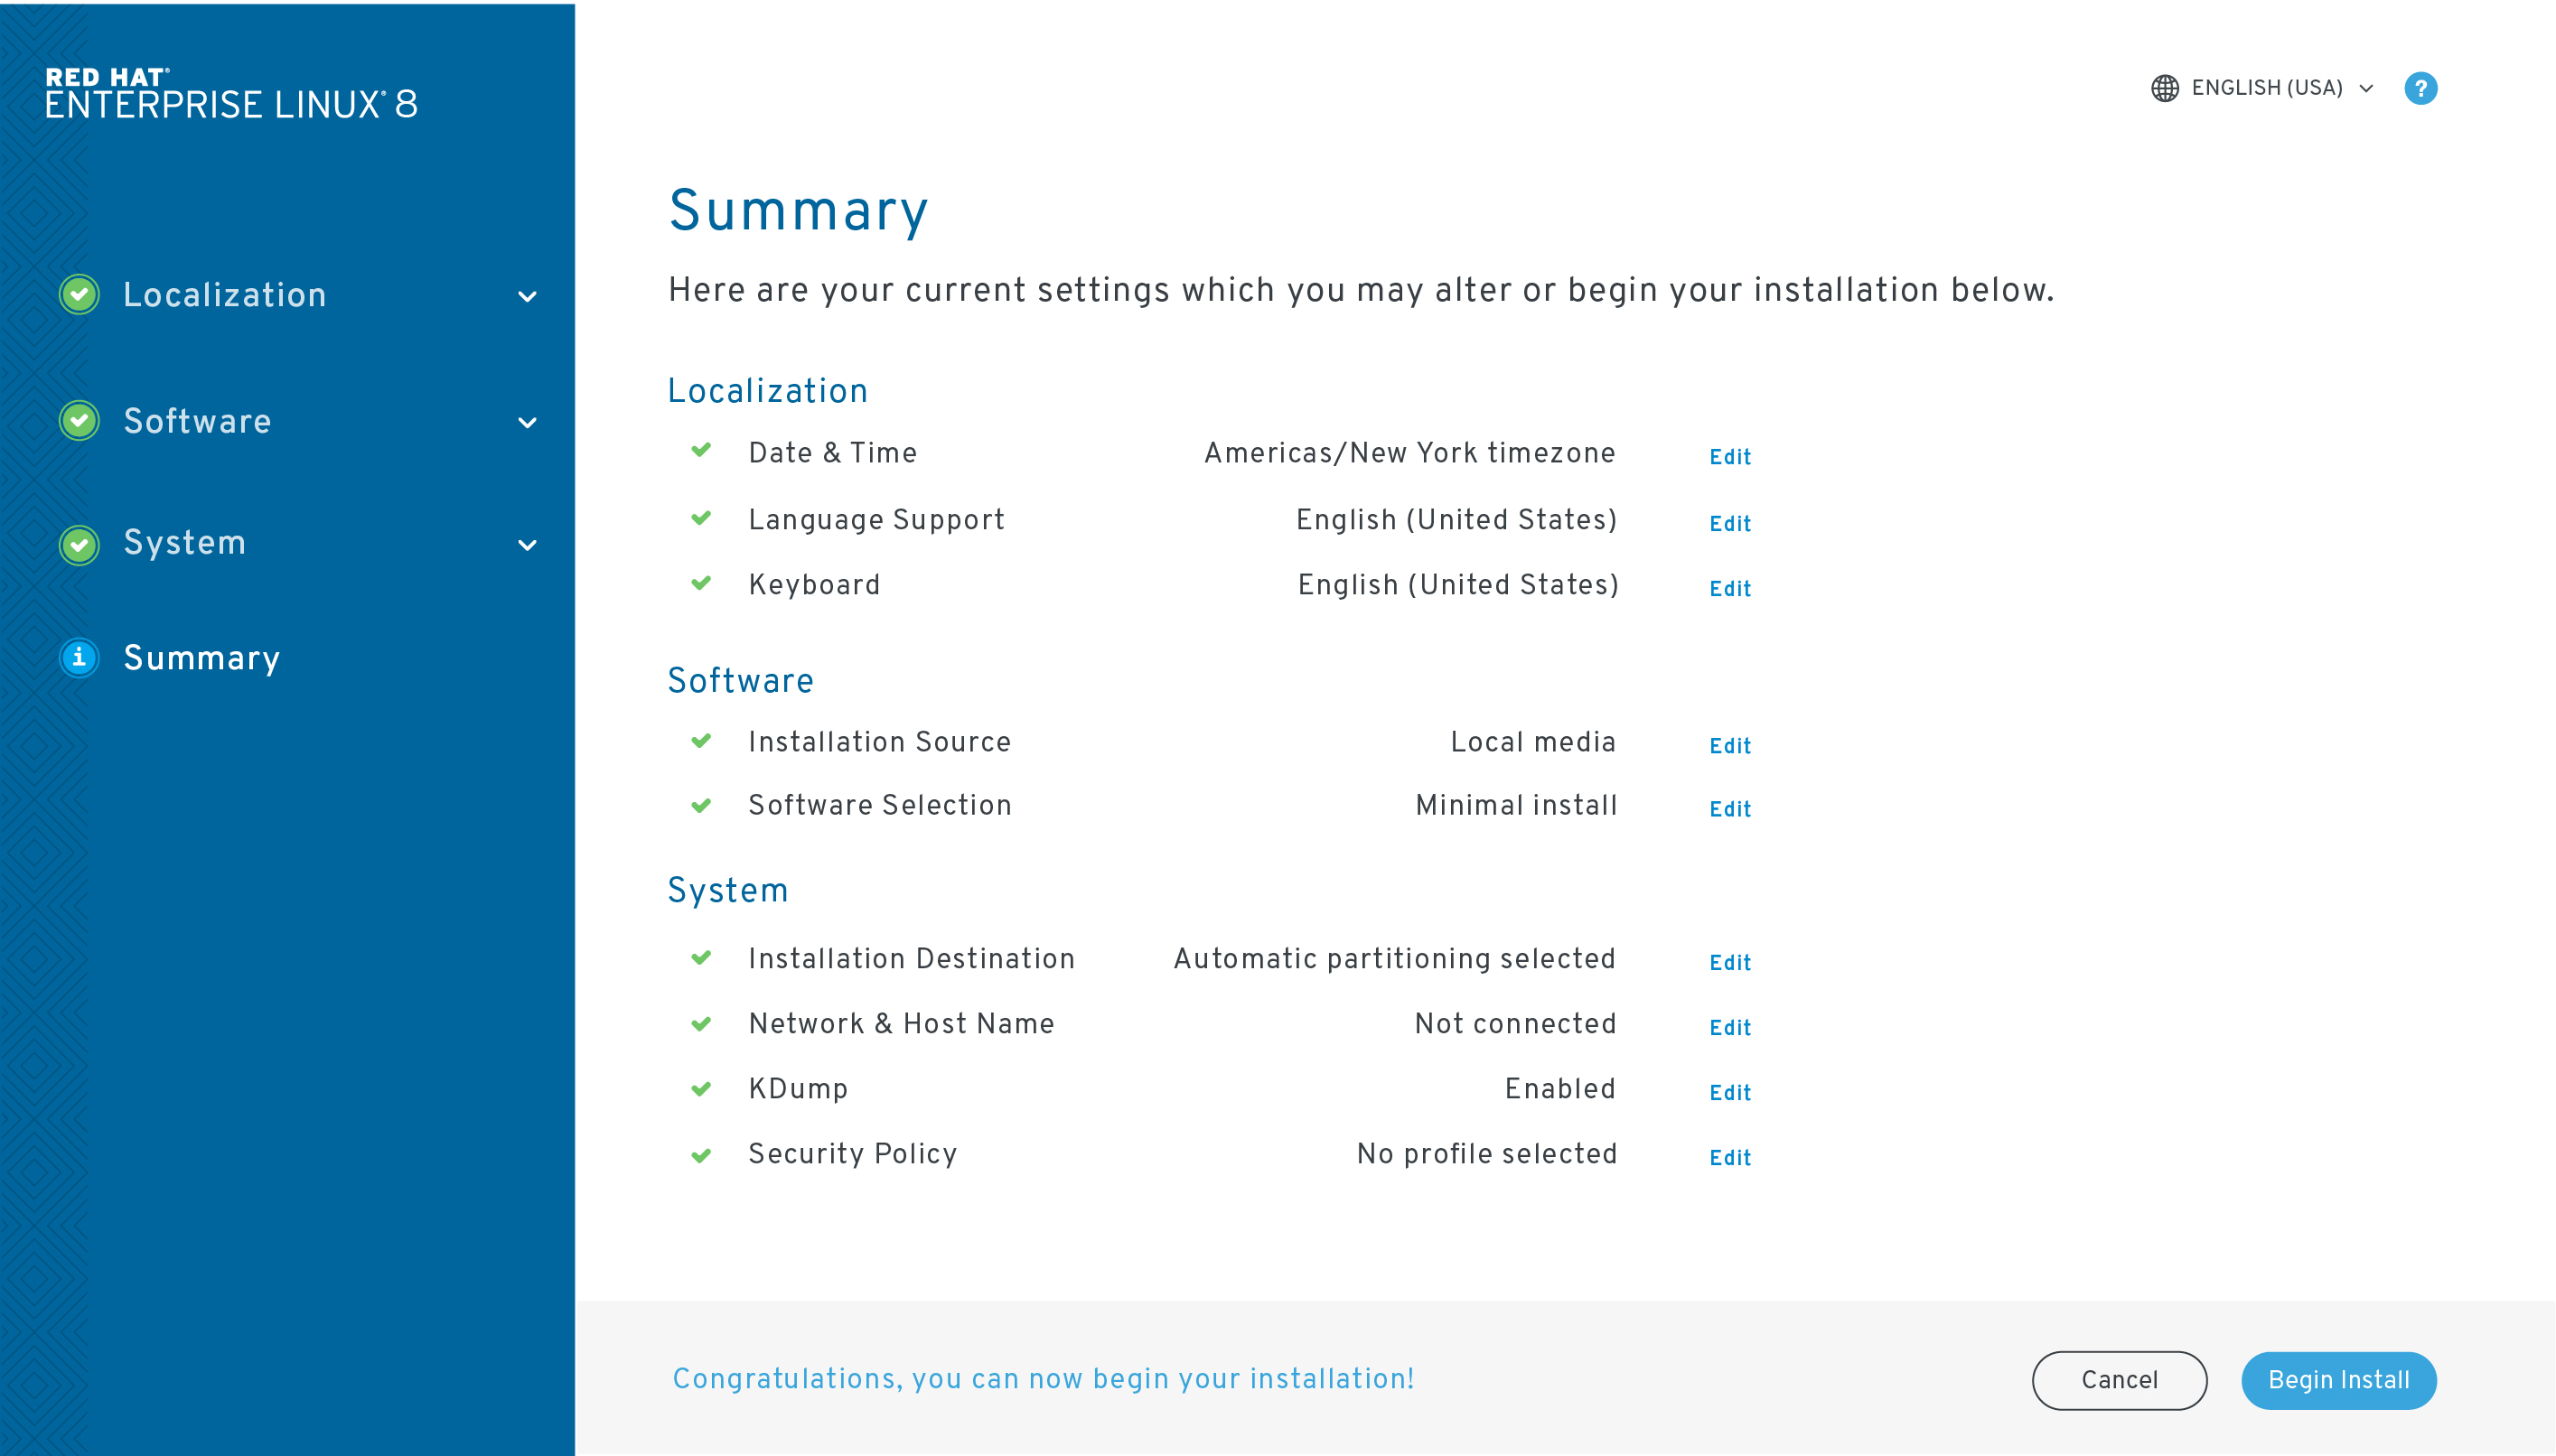 RED HAT®
ENTERPRISE LINUX® 8
ENGLISH (USA)
?
Localization
Software
System
i Summary
Summary
Here are your current settings which you may alter or begin your installation below.
Localization
Date & Time Americas/New York timezone Edit
Language Support English (United States) Edit
Keyboard English (United States) Edit
Software
Installation Source Local media Edit
Software Selection Minimal install Edit
System
Installation Destination Automatic partitioning selected Edit
Network & Host Name Not connected Edit
KDump Enabled Edit
Security Policy No profile selected Edit
Congratulations, you can now begin your installation!
Cancel
Begin Install